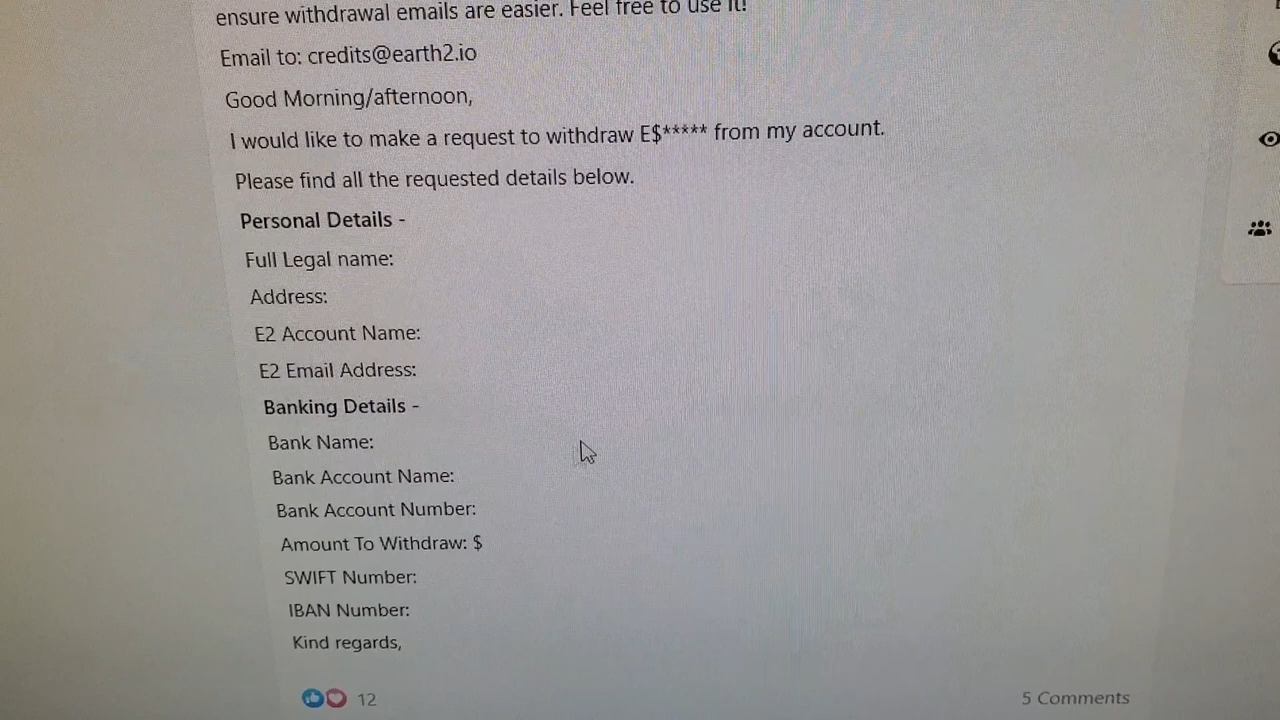 ensure withdrawal emails are easier. Feel free to use it!
Email to: credits@earth2.io
Good Morning/afternoon,
I would like to make a request to withdraw E$***** from my account.
Please find all the requested details below.
Personal Details -
Full Legal name:
Address:
E2 Account Name:
E2 Email Address:
Banking Details -
Bank Name:
Bank Account Name:
Bank Account Number:
Amount To Withdraw: $
SWIFT Number:
IBAN Number:
Kind regards,
12
5 Comments